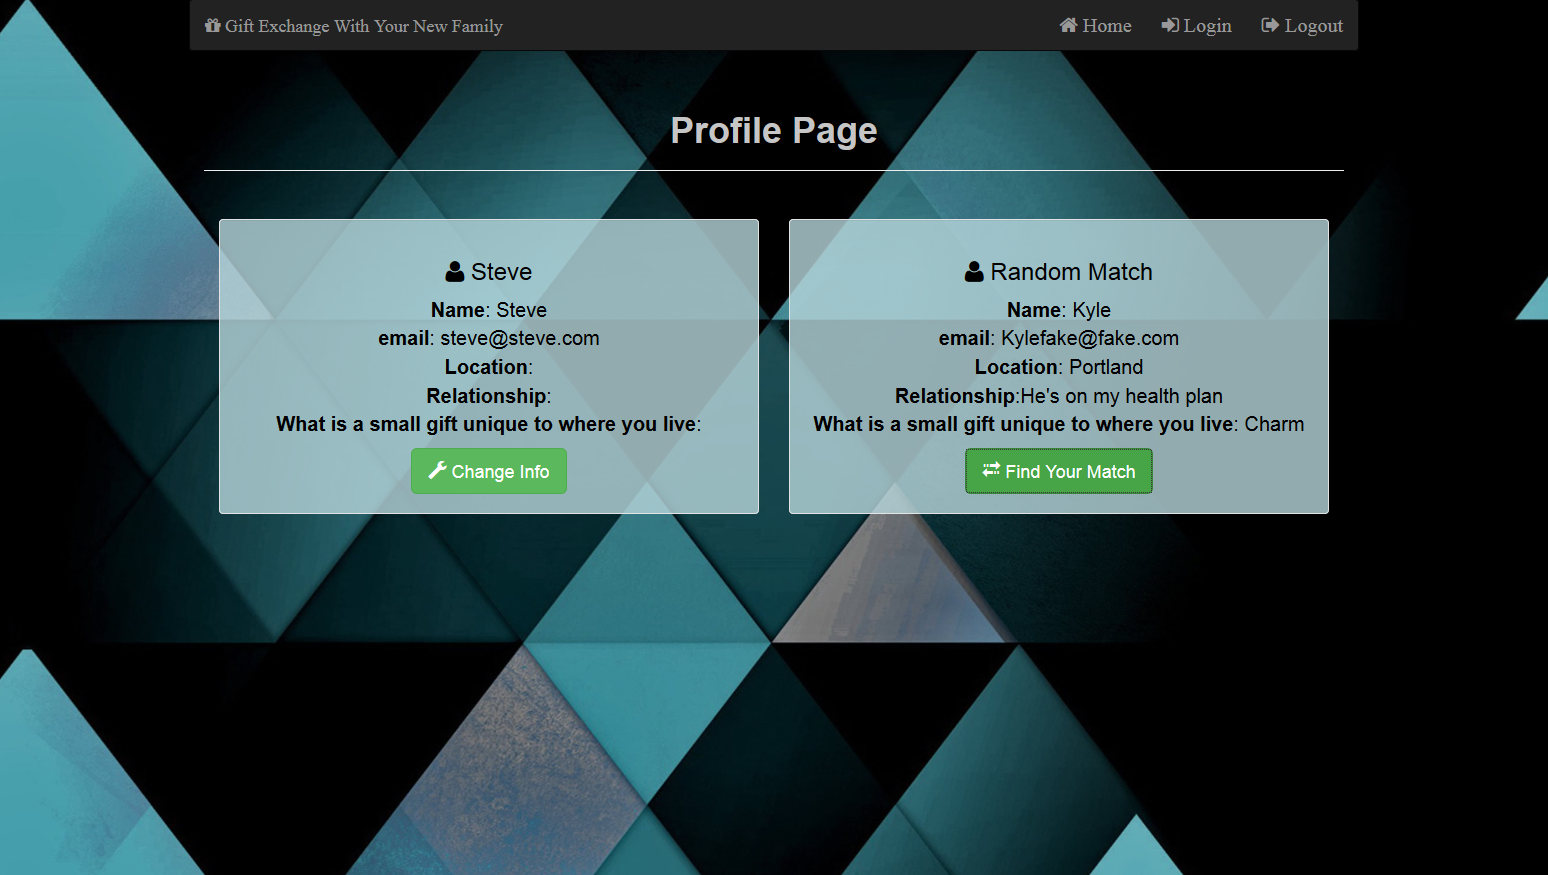 Gift Exchange With Your New Family
Home
Login
Logout
Profile Page
Steve
Name: Steve
email: steve@steve.com
Location:
Relationship:
What is a small gift unique to where you live:
Change Info
Random Match
Name: Kyle
email: Kylefake@fake.com
Location: Portland
Relationship:He's on my health plan
What is a small gift unique to where you live: Charm
Find Your Match